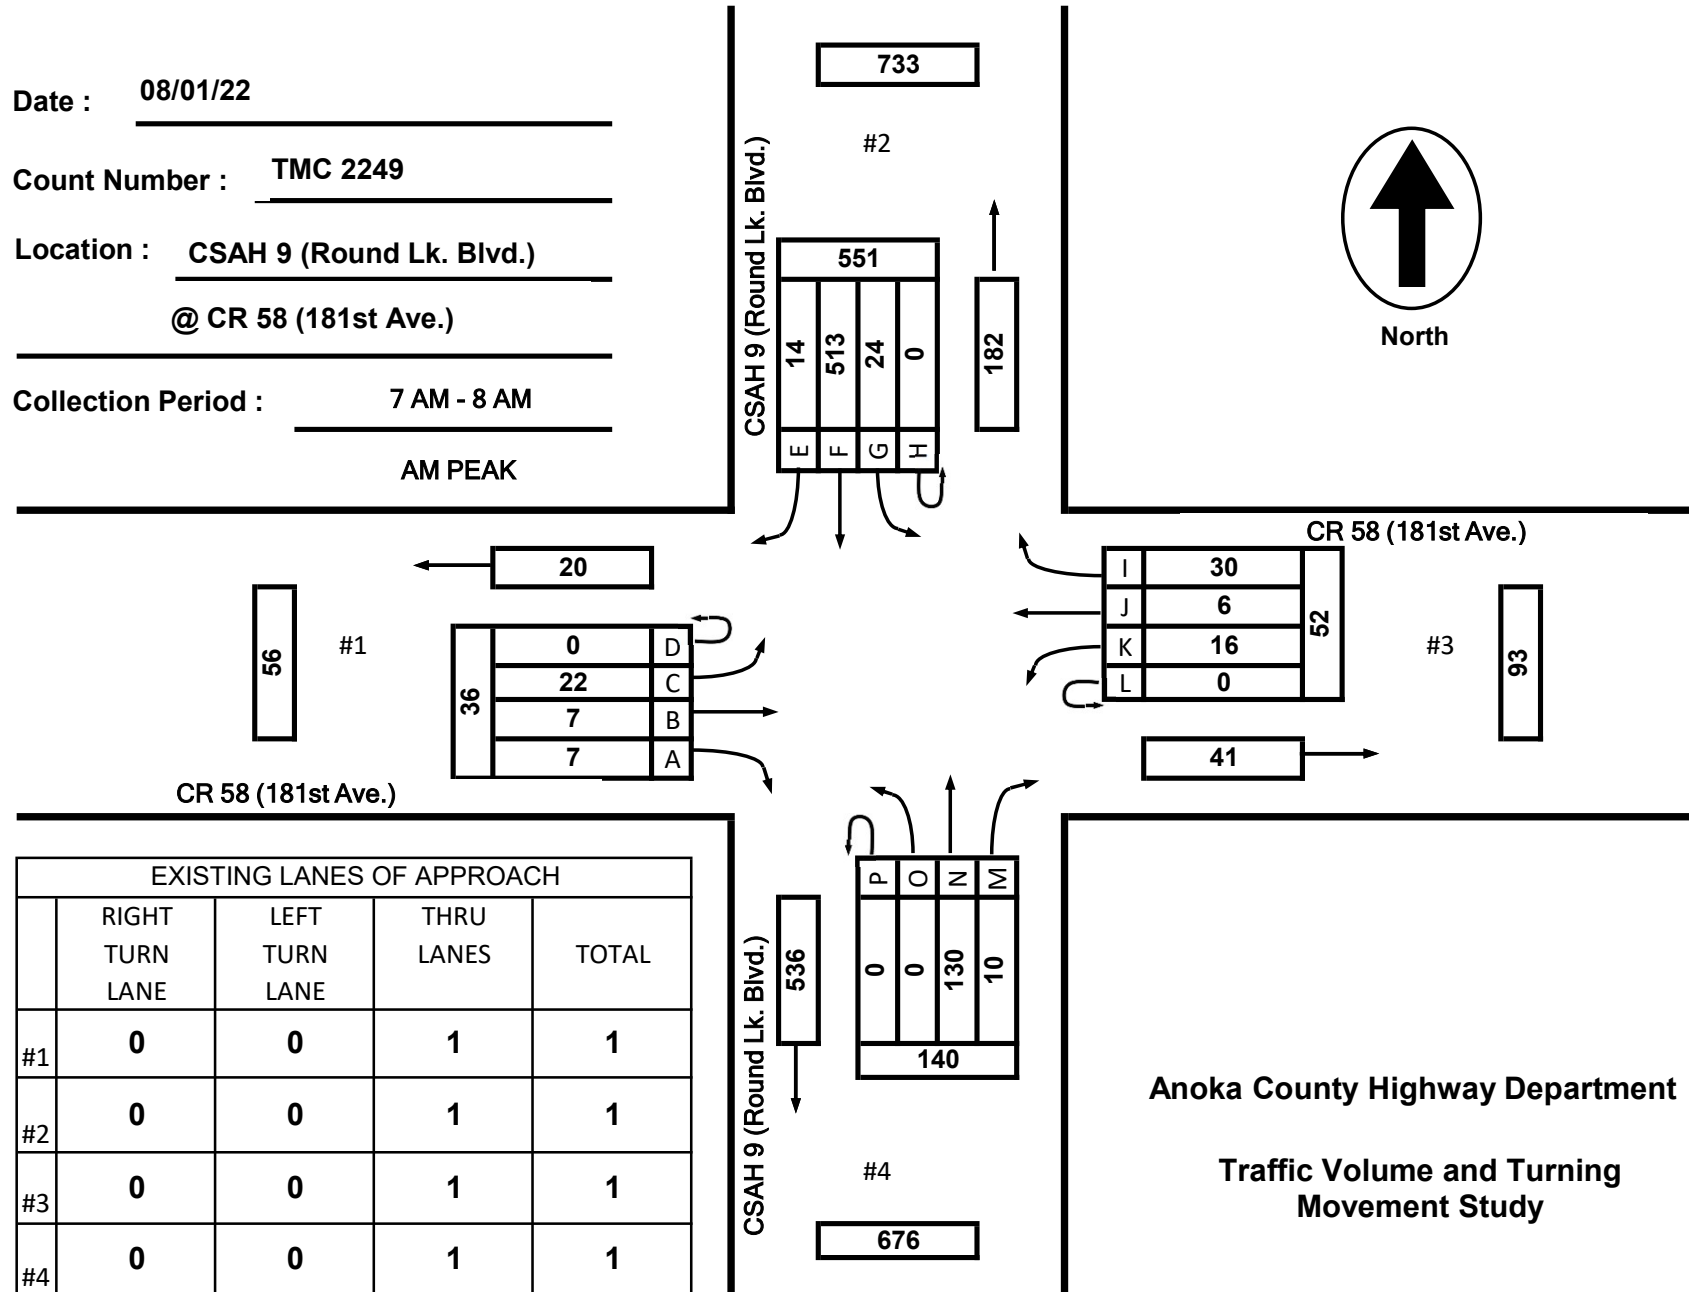 Date : 08/01/22
Count Number : TMC 2249
Location : CSAH 9 (Round Lk. Blvd.)
@ CR 58 (181st Ave.)
Collection Period : 7 AM - 8 AM
AM PEAK
733
#2
CSAH 9 (Round Lk. Blvd.)
551
14 513 24 0
E F G H
182
North
CR 58 (181st Ave.)
20
56
#1
36
0 D
22 C
7 B
7 A
CR 58 (181st Ave.)
I 30
J 6
K 16
L 0
52
#3
93
41
EXISTING LANES OF APPROACH
RIGHT TURN LANE LEFT TURN LANE THRU LANES TOTAL
#1 0 0 1 1
#2 0 0 1 1
#3 0 0 1 1
#4 0 0 1 1
CSAH 9 (Round Lk. Blvd.)
536
P O N M
0 0 130 10
140
#4
676
Anoka County Highway Department
Traffic Volume and Turning
Movement Study